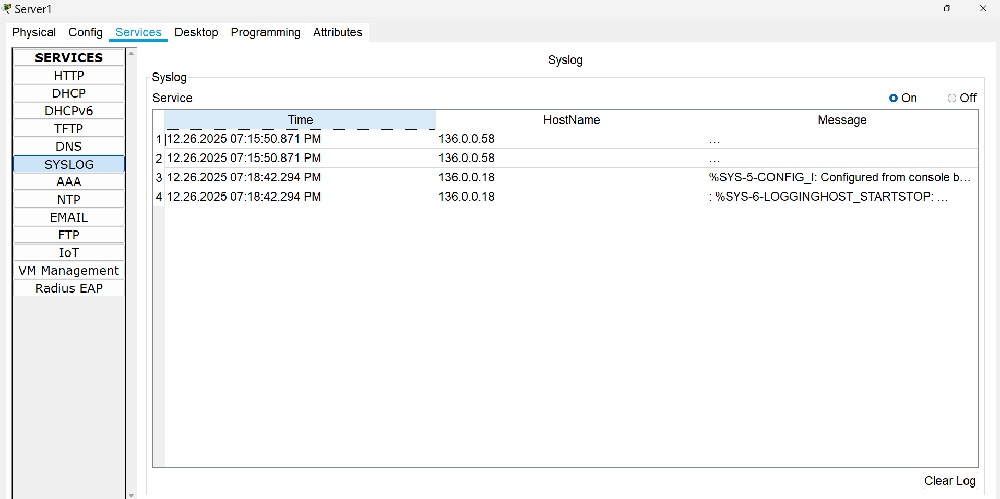 Server1
Physical Config Services Desktop Programming Attributes
SERVICES
HTTP
DHCP
DHCPv6
TFTP
DNS
SYSLOG
AAA
NTP
EMAIL
FTP
IoT
VM Management
Radius EAP
Syslog
Syslog
Service On Off
Time HostName Message
1 12.26.2025 07:15:50.871 PM 136.0.0.58 ...
2 12.26.2025 07:15:50.871 PM 136.0.0.58 ...
3 12.26.2025 07:18:42.294 PM 136.0.0.18 %SYS-5-CONFIG_I: Configured from console b...
4 12.26.2025 07:18:42.294 PM 136.0.0.18 : %SYS-6-LOGGINGHOST_STARTSTOP: ...
Clear Log